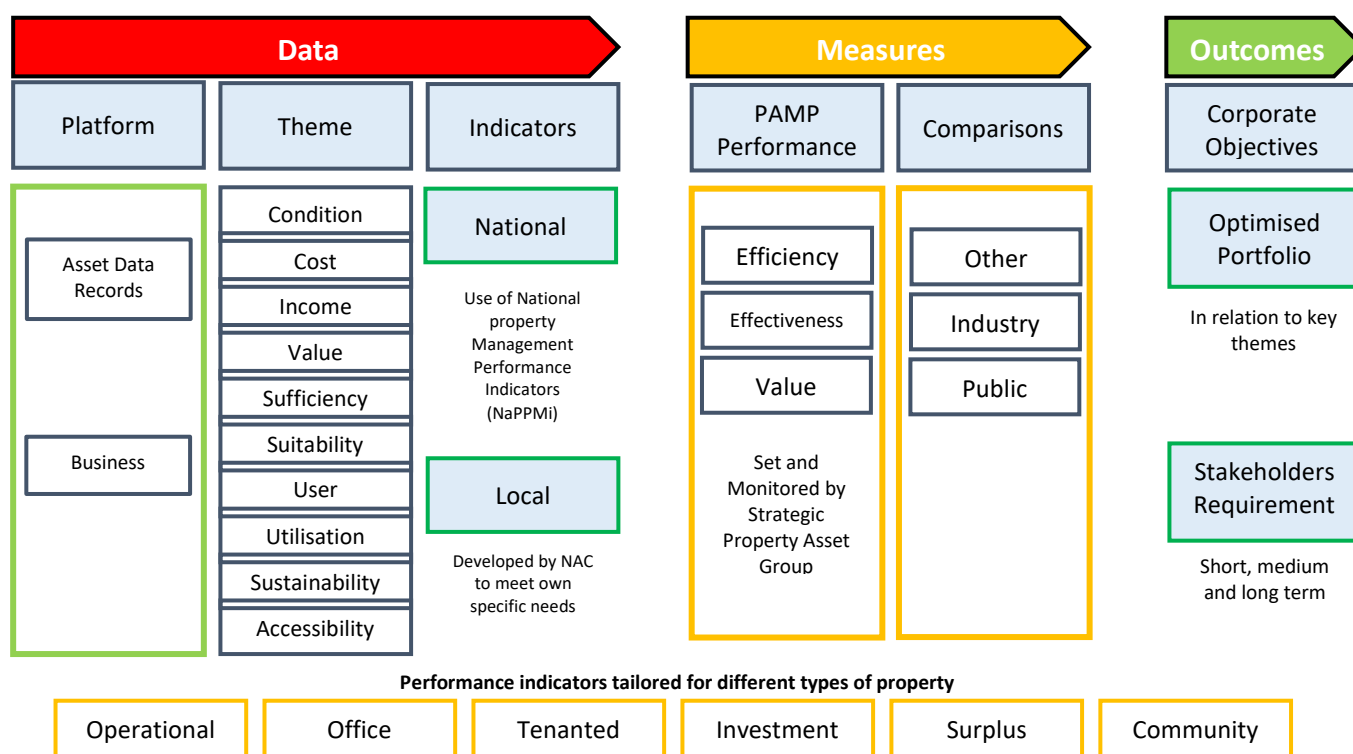 Data
Measures
Outcomes
Platform
Theme
Indicators
PAMP
Performance
Comparisons
Corporate
Objectives
Asset Data
Records
Business
Condition
Cost
Income
Value
Sufficiency
Suitability
User
Utilisation
Sustainability
Accessibility
National
Use of National
property
Management
Performance
Indicators
(NaPPMi)
Local
Developed by NAC
to meet own
specific needs
Efficiency
Effectiveness
Value
Set and
Monitored by
Strategic
Property Asset
Group
Other
Industry
Public
Optimised
Portfolio
In relation to key
themes
Stakeholders
Requirement
Short, medium
and long term
Performance indicators tailored for different types of property
Operational
Office
Tenanted
Investment
Surplus
Community